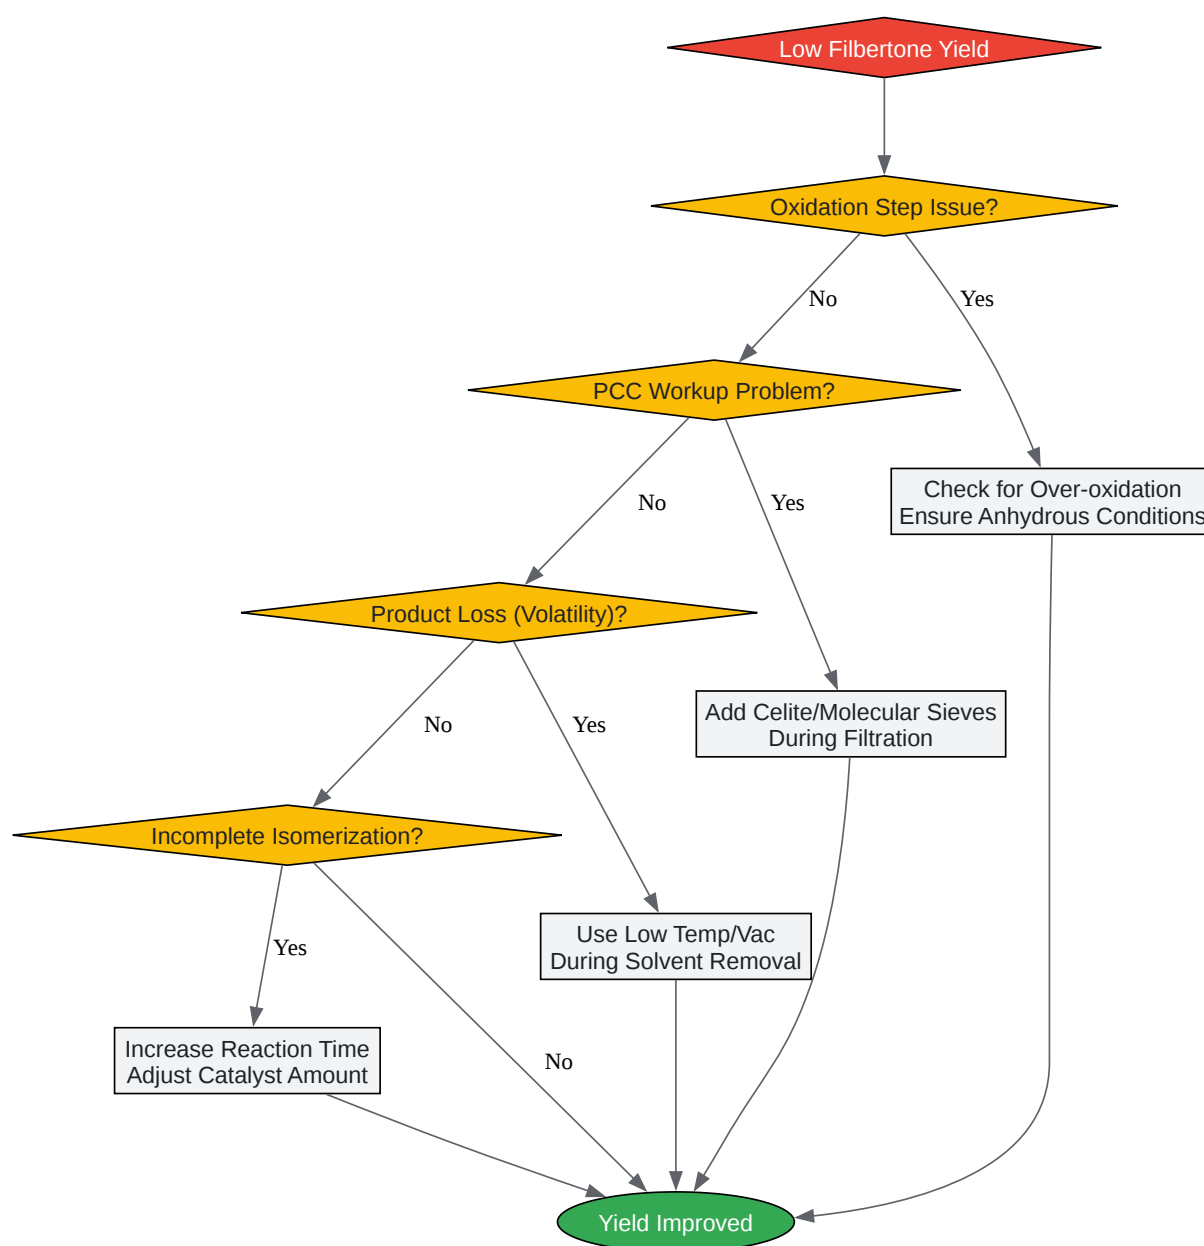 Low Filbertone Yield
Oxidation Step Issue?
No
Yes
PCC Workup Problem?
Check for Over-oxidation
Ensure Anhydrous Conditions
No
Yes
Product Loss (Volatility)?
Add Celite/Molecular Sieves
During Filtration
No
Yes
Incomplete Isomerization?
Use Low Temp/Vac
During Solvent Removal
Yes
No
Increase Reaction Time
Adjust Catalyst Amount
Yield Improved